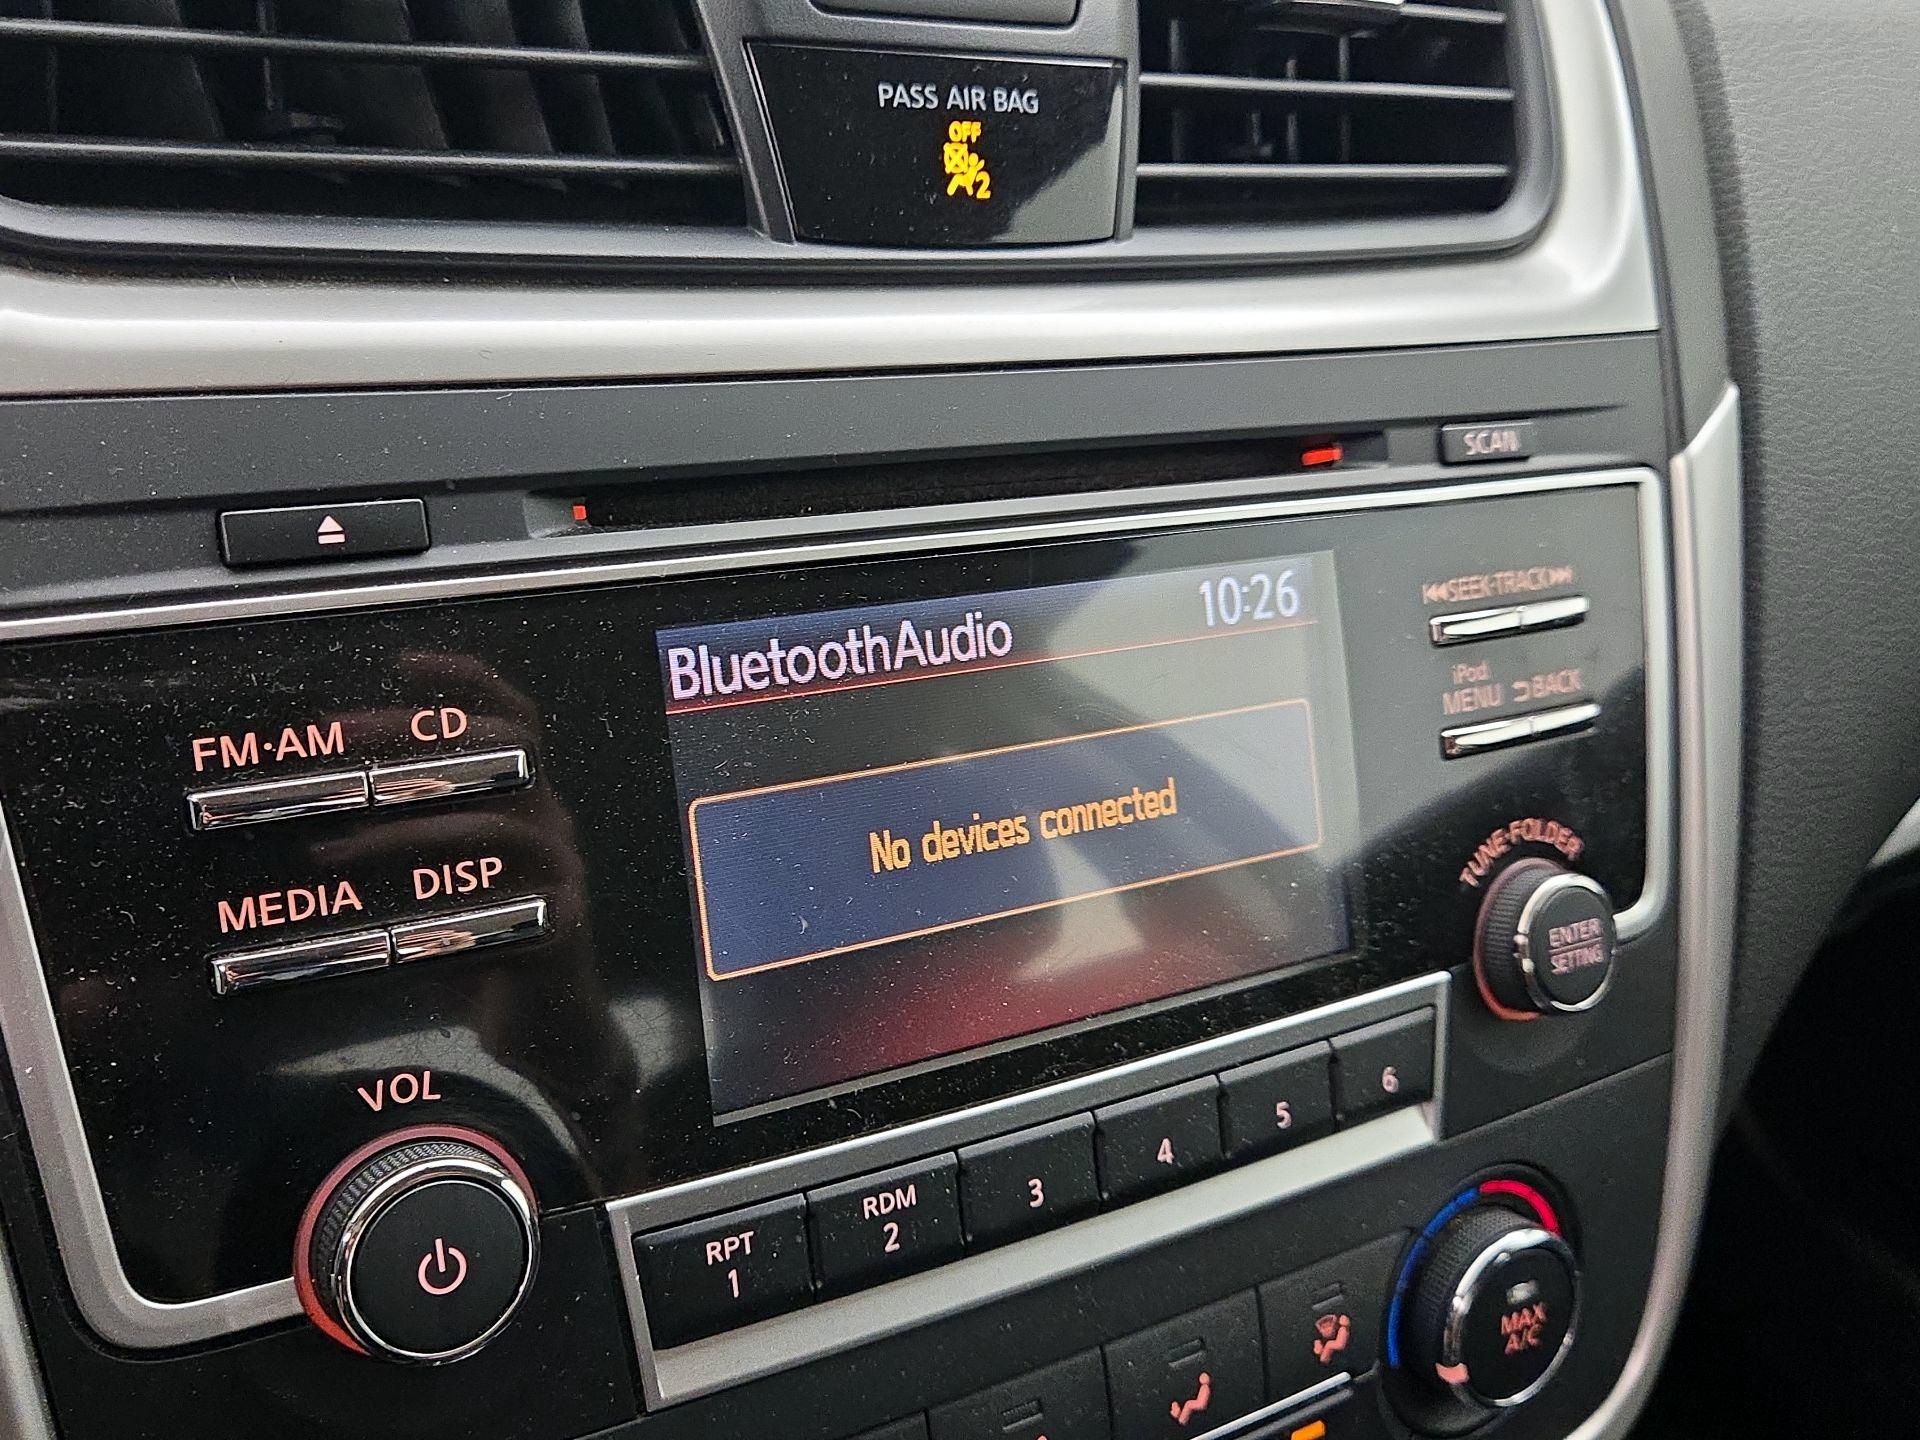 PASS AIR BAG
OFF
2
SCAN
BluetoothAudio
10:26
SEEK·TRACK
iPod
MENU
BACK
FM·AM
CD
No devices connected
MEDIA
DISP
TUNE·FOLDER
ENTER
SETTING
VOL
RPT
1
RDM
2
3
4
5
6
MAX
A/C